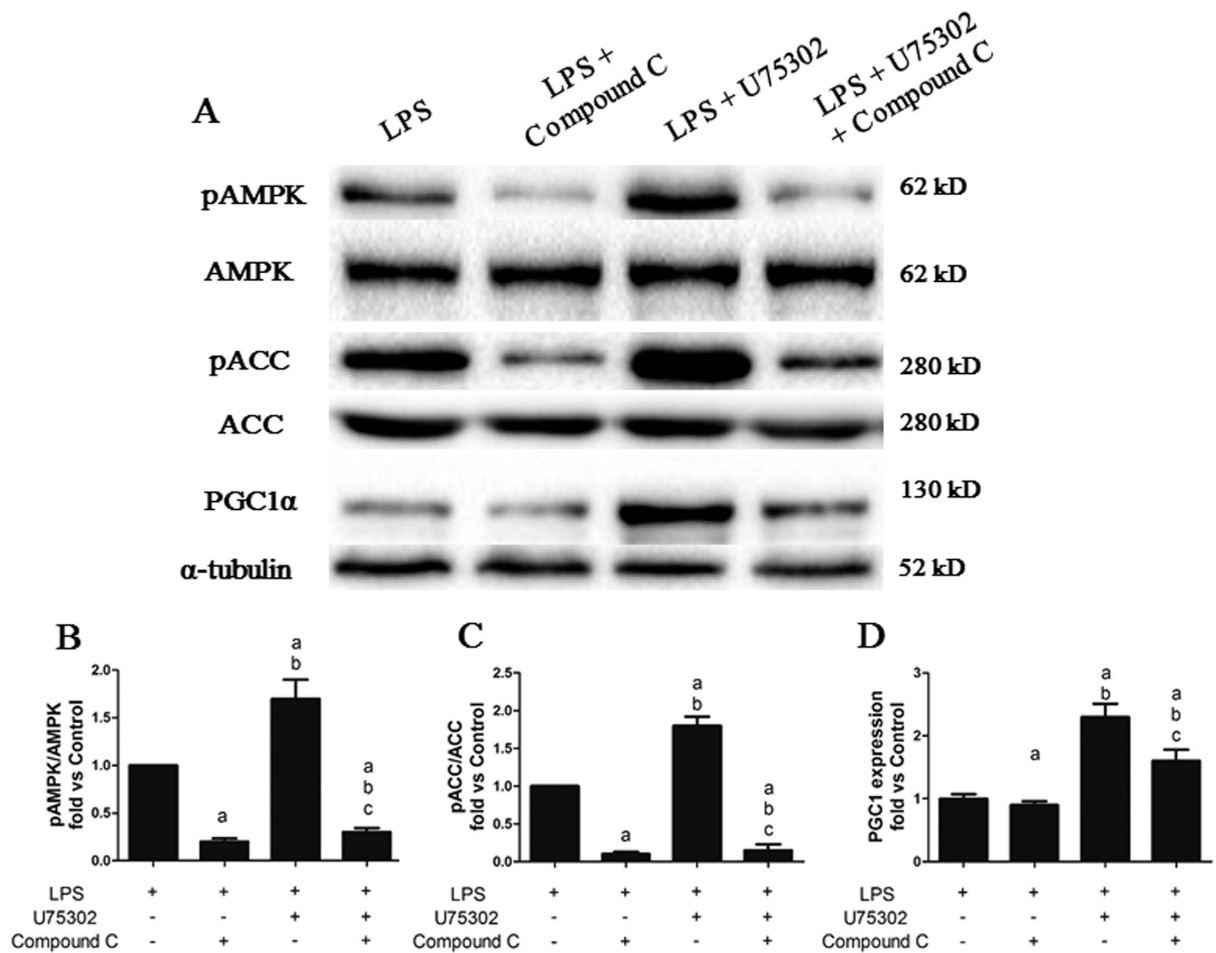 A
LPS
LPS +
Compound C
LPS + U75302
LPS + U75302
+ Compound C
pAMPK
62 kD
AMPK
62 kD
pACC
280 kD
ACC
280 kD
PGC1α
130 kD
α-tubulin
52 kD
B
pAMPK/AMPK
fold vs Control
2.0
1.5
1.0
0.5
0.0
a
a
b
a
b
c
LPS + + + +
U75302 - - + +
Compound C - + - +
C
pACC/ACC
fold vs Control
2.5
2.0
1.5
1.0
0.5
0.0
a
a
b
a
b
c
LPS + + + +
U75302 - - + +
Compound C - + - +
D
PGC1 expression
fold vs Control
3
2
1
0
a
a
b
a
b
c
LPS + + + +
U75302 - - + +
Compound C - + - +